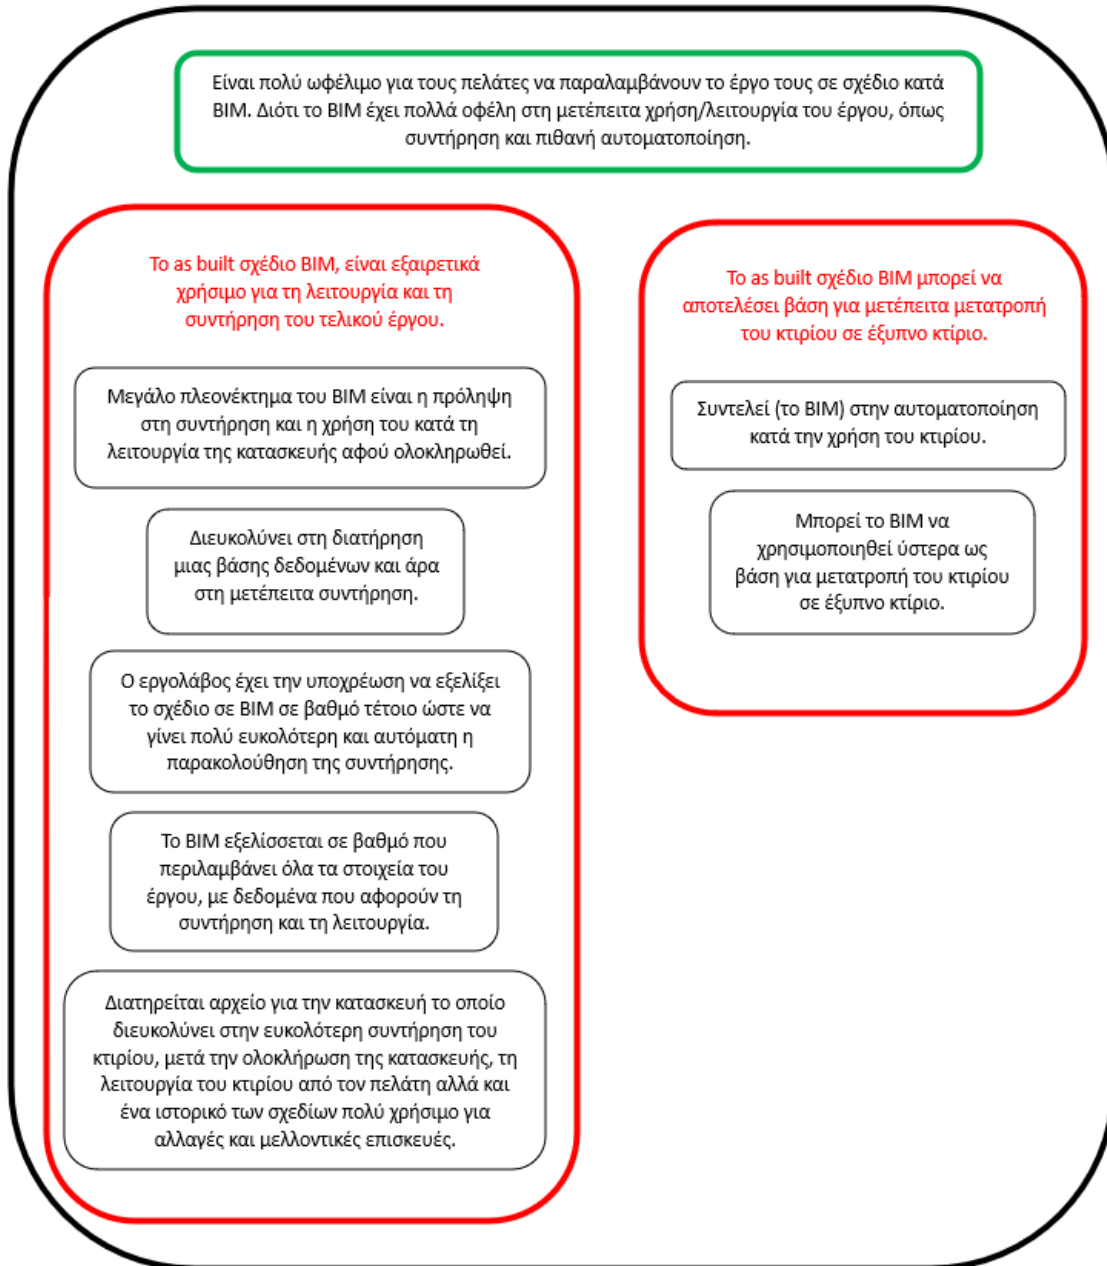 Είναι πολύ ωφέλιμο για τους πελάτες να παραλαμβάνουν το έργο τους σε σχέδιο κατά
BIM. Διότι το BIM έχει πολλά οφέλη στη μετέπειτα χρήση/λειτουργία του έργου, όπως
συντήρηση και πιθανή αυτοματοποίηση.
Το as built σχέδιο BIM, είναι εξαιρετικά
χρήσιμο για τη λειτουργία και τη
συντήρηση του τελικού έργου.
Μεγάλο πλεονέκτημα του BIM είναι η πρόληψη
στη συντήρηση και η χρήση του κατά τη
λειτουργία της κατασκευής αφού ολοκληρωθεί.
Διευκολύνει στη διατήρηση
μιας βάσης δεδομένων και άρα
στη μετέπειτα συντήρηση.
Ο εργολάβος έχει την υποχρέωση να εξελίξει
το σχέδιο σε BIM σε βαθμό τέτοιο ώστε να
γίνει πολύ ευκολότερη και αυτόματη η
παρακολούθηση της συντήρησης.
Το BIM εξελίσσεται σε βαθμό που
περιλαμβάνει όλα τα στοιχεία του
έργου, με δεδομένα που αφορούν τη
συντήρηση και τη λειτουργία.
Διατηρείται αρχείο για την κατασκευή το οποίο
διευκολύνει στην ευκολότερη συντήρηση του
κτιρίου, μετά την ολοκλήρωση της κατασκευής, τη
λειτουργία του κτιρίου από τον πελάτη αλλά και
ένα ιστορικό των σχεδίων πολύ χρήσιμο για
αλλαγές και μελλοντικές επισκευές.
Το as built σχέδιο BIM μπορεί να
αποτελέσει βάση για μετέπειτα μετατροπή
του κτιρίου σε έξυπνο κτίριο.
Συντελεί (το BIM) στην αυτοματοποίηση
κατά την χρήση του κτιρίου.
Μπορεί το BIM να
χρησιμοποιηθεί ύστερα ως
βάση για μετατροπή του κτιρίου
σε έξυπνο κτίριο.